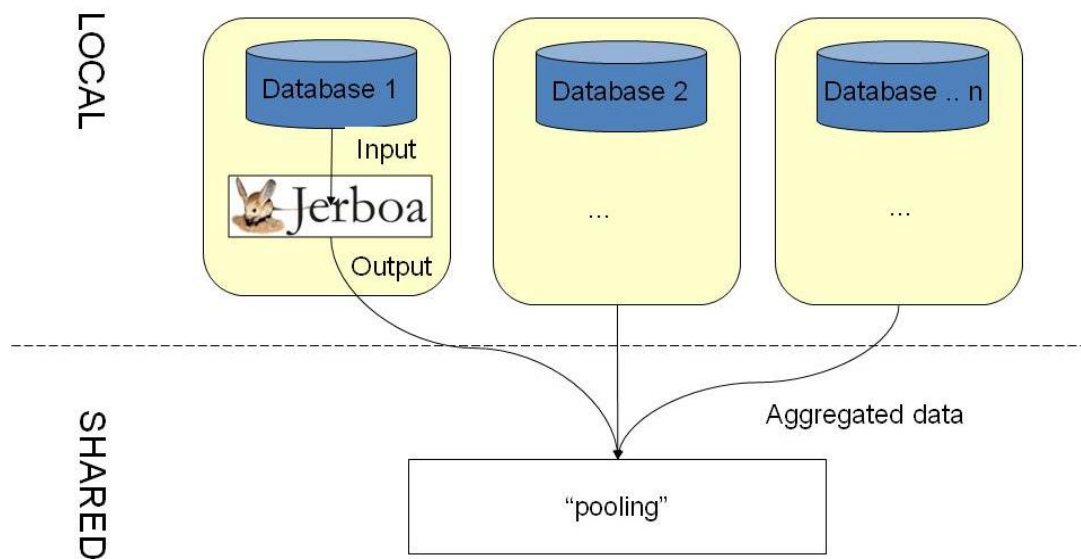 LOCAL
Database 1
Database 2
Database .. n
Input
Jerboa
...
...
Output
Aggregated data
SHARED
“pooling”